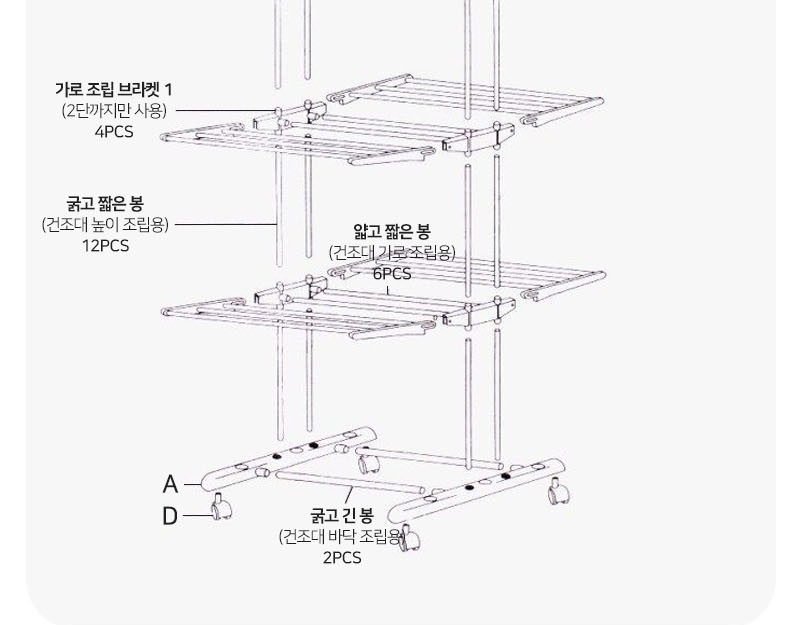 가로 조립 브라켓 1
(2단까지만 사용)
4PCS
굵고 짧은 봉
(건조대 높이 조립용)
12PCS
얇고 짧은 봉
(건조대 가로 조립용)
6PCS
A
D
굵고 긴 봉
(건조대 바닥 조립용)
2PCS